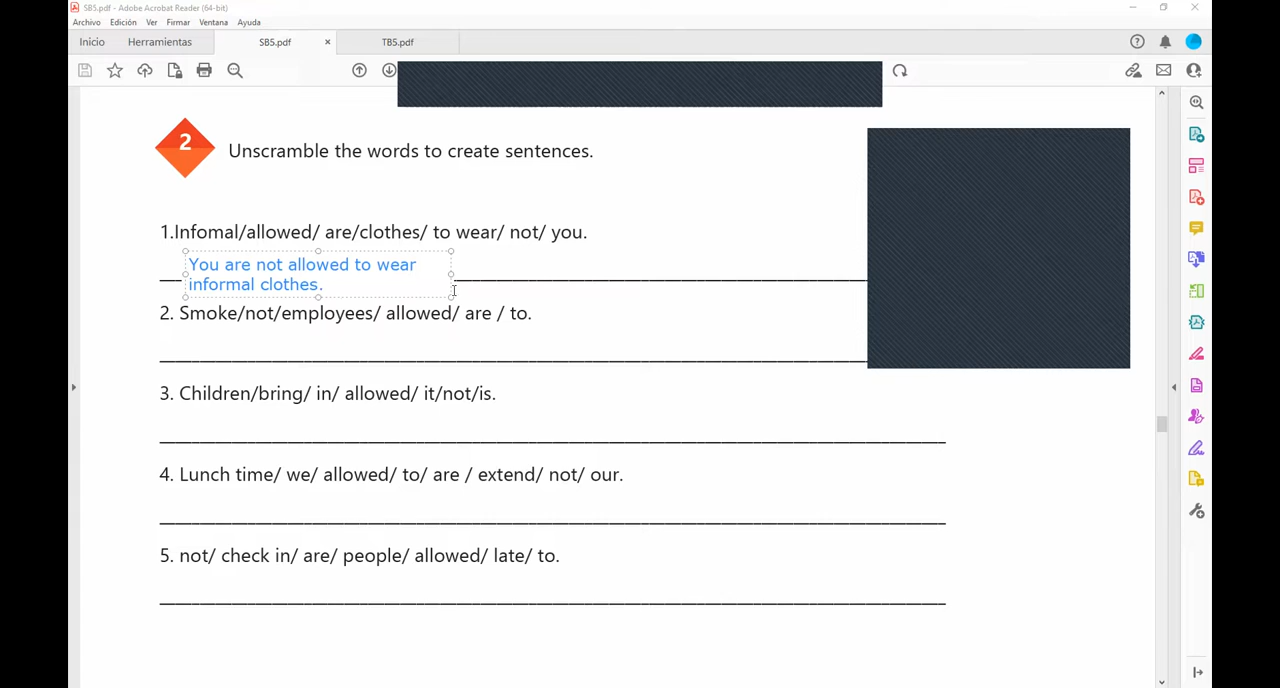 SB5.pdf - Adobe Acrobat Reader (64-bit)
Archivo Edición Ver Firmar Ventana Ayuda
Inicio Herramientas SB5.pdf × TB5.pdf
2
Unscramble the words to create sentences.
1.Infomal/allowed/ are/clothes/ to wear/ not/ you.
You are not allowed to wear
informal clothes.
2. Smoke/not/employees/ allowed/ are / to.
3. Children/bring/ in/ allowed/ it/not/is.
4. Lunch time/ we/ allowed/ to/ are / extend/ not/ our.
5. not/ check in/ are/ people/ allowed/ late/ to.